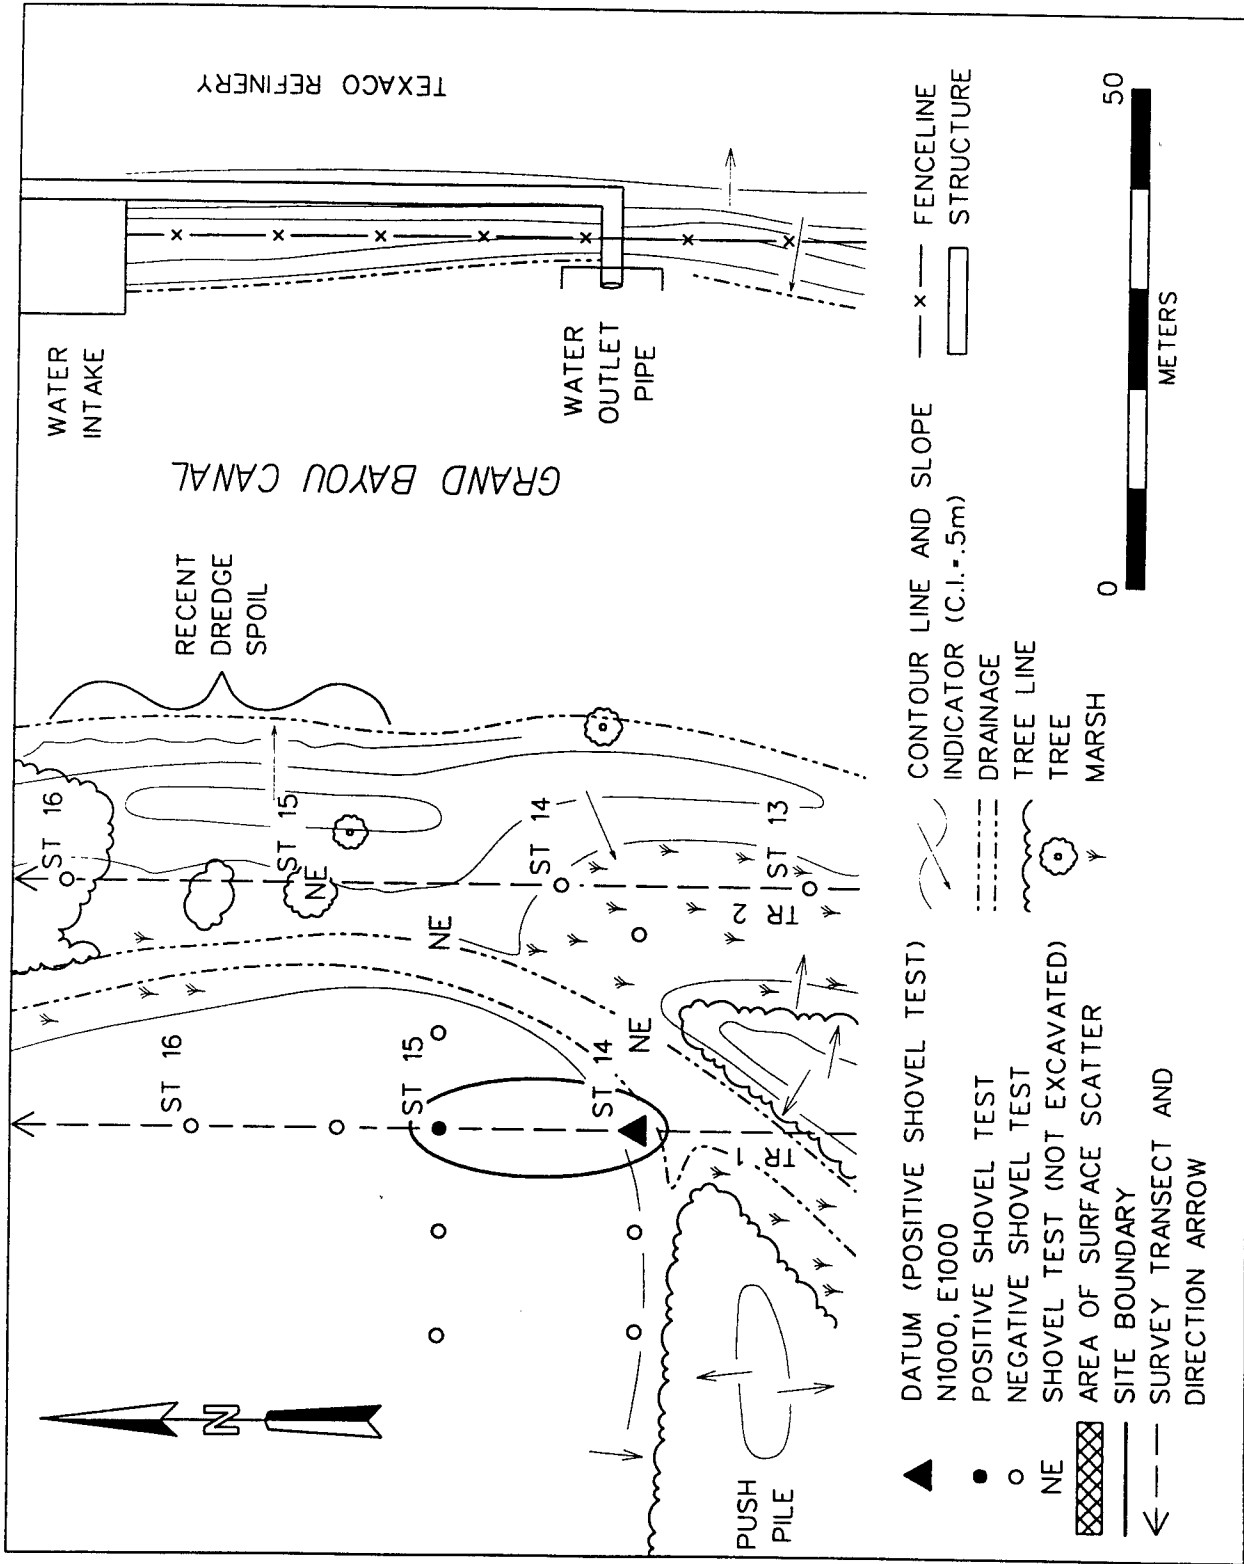 TEXACO REFINERY
WATER
INTAKE
WATER
OUTLET
PIPE
GRAND BAYOU CANAL
RECENT
DREDGE
SPOIL
ST 16
ST 15
NE
ST 14
ST 13
TR 2
NE
ST 16
ST 15
ST 14
NE
TR 1
N
PUSH
PILE
DATUM (POSITIVE SHOVEL TEST)
N1000, E1000
POSITIVE SHOVEL TEST
NEGATIVE SHOVEL TEST
NE SHOVEL TEST (NOT EXCAVATED)
AREA OF SURFACE SCATTER
SITE BOUNDARY
SURVEY TRANSECT AND
DIRECTION ARROW
CONTOUR LINE AND SLOPE
INDICATOR (C.I.=.5m)
DRAINAGE
TREE LINE
TREE
MARSH
FENCELINE
STRUCTURE
0 50
METERS